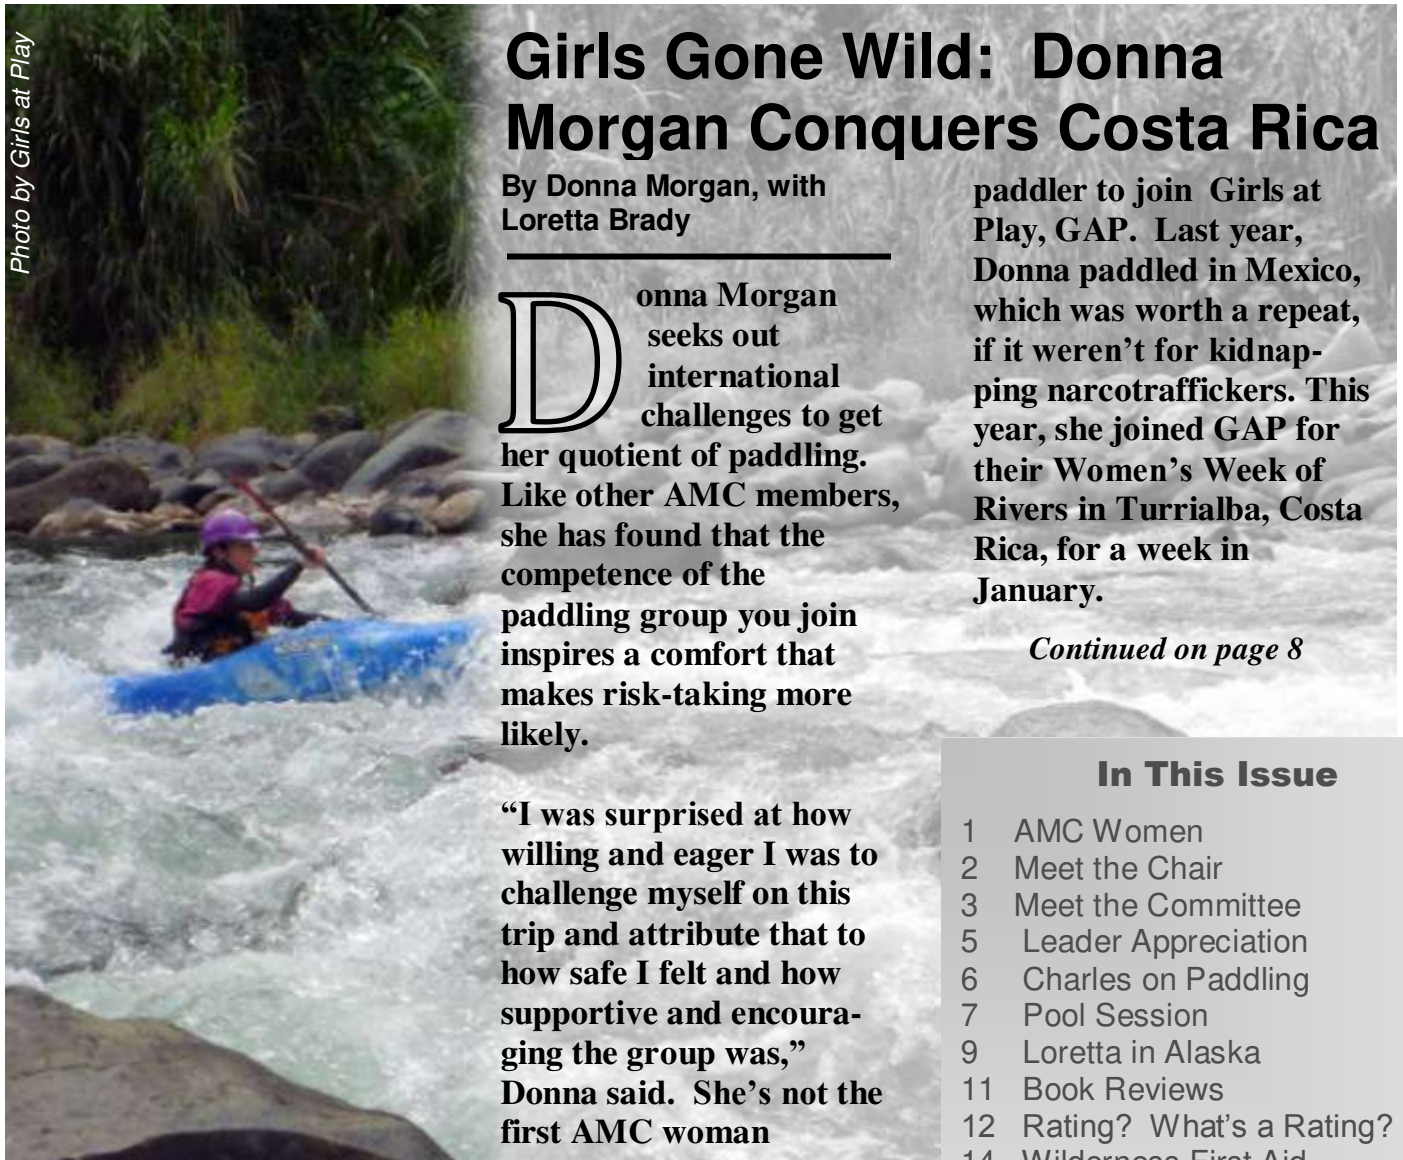 Photo by Girls at Play
Girls Gone Wild: Donna
Morgan Conquers Costa Rica
By Donna Morgan, with
Loretta Brady
Donna Morgan
seeks out
international
challenges to get
her quotient of paddling.
Like other AMC members,
she has found that the
competence of the
paddling group you join
inspires a comfort that
makes risk-taking more
likely.
“I was surprised at how
willing and eager I was to
challenge myself on this
trip and attribute that to
how safe I felt and how
supportive and encoura-
ging the group was,”
Donna said. She’s not the
first AMC woman
paddler to join Girls at
Play, GAP. Last year,
Donna paddled in Mexico,
which was worth a repeat,
if it weren’t for kidnap-
ping narcotraffickers. This
year, she joined GAP for
their Women’s Week of
Rivers in Turrialba, Costa
Rica, for a week in
January.
Continued on page 8
In This Issue
1 AMC Women
2 Meet the Chair
3 Meet the Committee
5 Leader Appreciation
6 Charles on Paddling
7 Pool Session
9 Loretta in Alaska
11 Book Reviews
12 Rating? What’s a Rating?
14 Wilderness First Aid